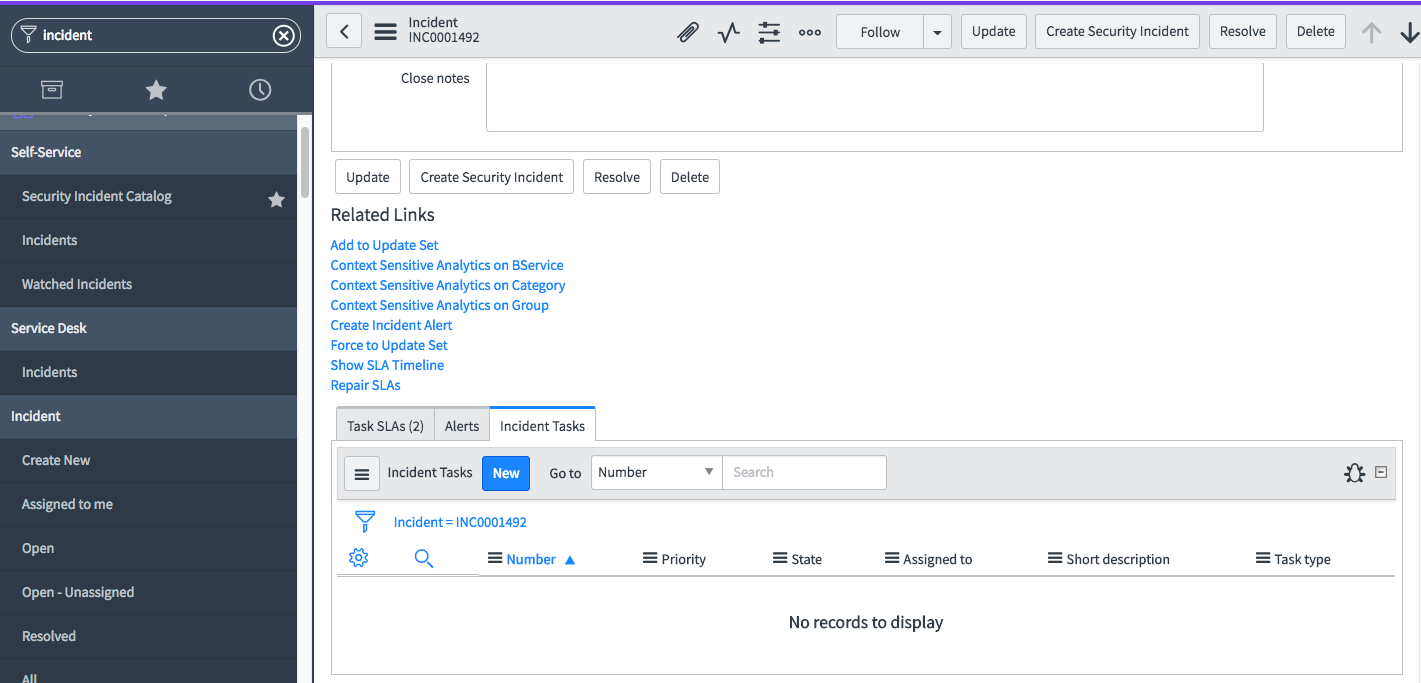 incident
Self-Service
Security Incident Catalog
Incidents
Watched Incidents
Service Desk
Incidents
Incident
Create New
Assigned to me
Open
Open - Unassigned
Resolved
All
Incident
INC0001492
Follow
Update
Create Security Incident
Resolve
Delete
Close notes
Update
Create Security Incident
Resolve
Delete
Related Links
Add to Update Set
Context Sensitive Analytics on BService
Context Sensitive Analytics on Category
Context Sensitive Analytics on Group
Create Incident Alert
Force to Update Set
Show SLA Timeline
Repair SLAs
Task SLAs (2)
Alerts
Incident Tasks
Incident Tasks New Go to Number Search
Incident = INC0001492
Number Priority State Assigned to Short description Task type
No records to display